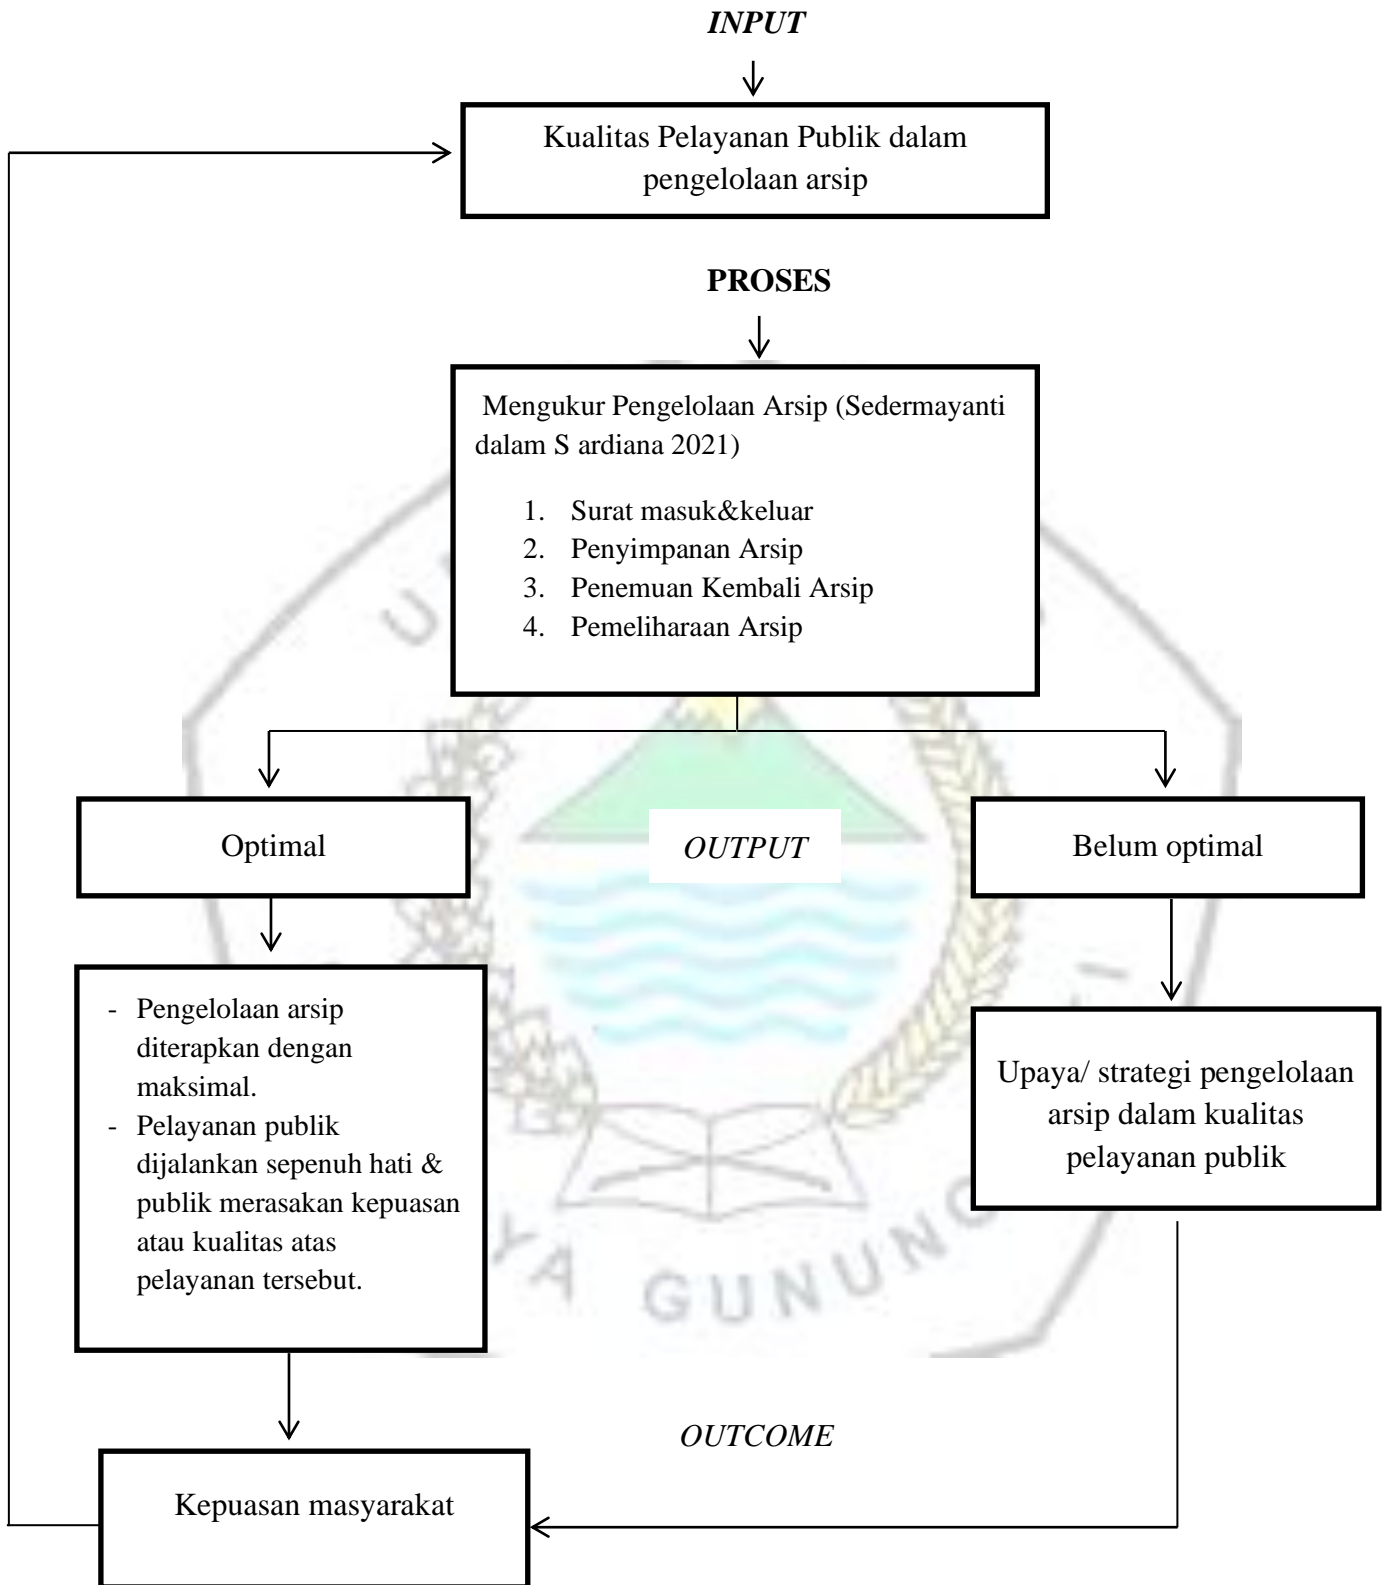 INPUT
Kualitas Pelayanan Publik dalam
pengelolaan arsip
PROSES
Mengukur Pengelolaan Arsip (Sedermayanti
dalam S ardiana 2021)
1. Surat masuk&keluar
2. Penyimpanan Arsip
3. Penemuan Kembali Arsip
4. Pemeliharaan Arsip
Optimal
OUTPUT
Belum optimal
- Pengelolaan arsip
diterapkan dengan
maksimal.
- Pelayanan publik
dijalankan sepenuh hati &
publik merasakan kepuasan
atau kualitas atas
pelayanan tersebut.
Upaya/ strategi pengelolaan
arsip dalam kualitas
pelayanan publik
OUTCOME
Kepuasan masyarakat
GUNUNG